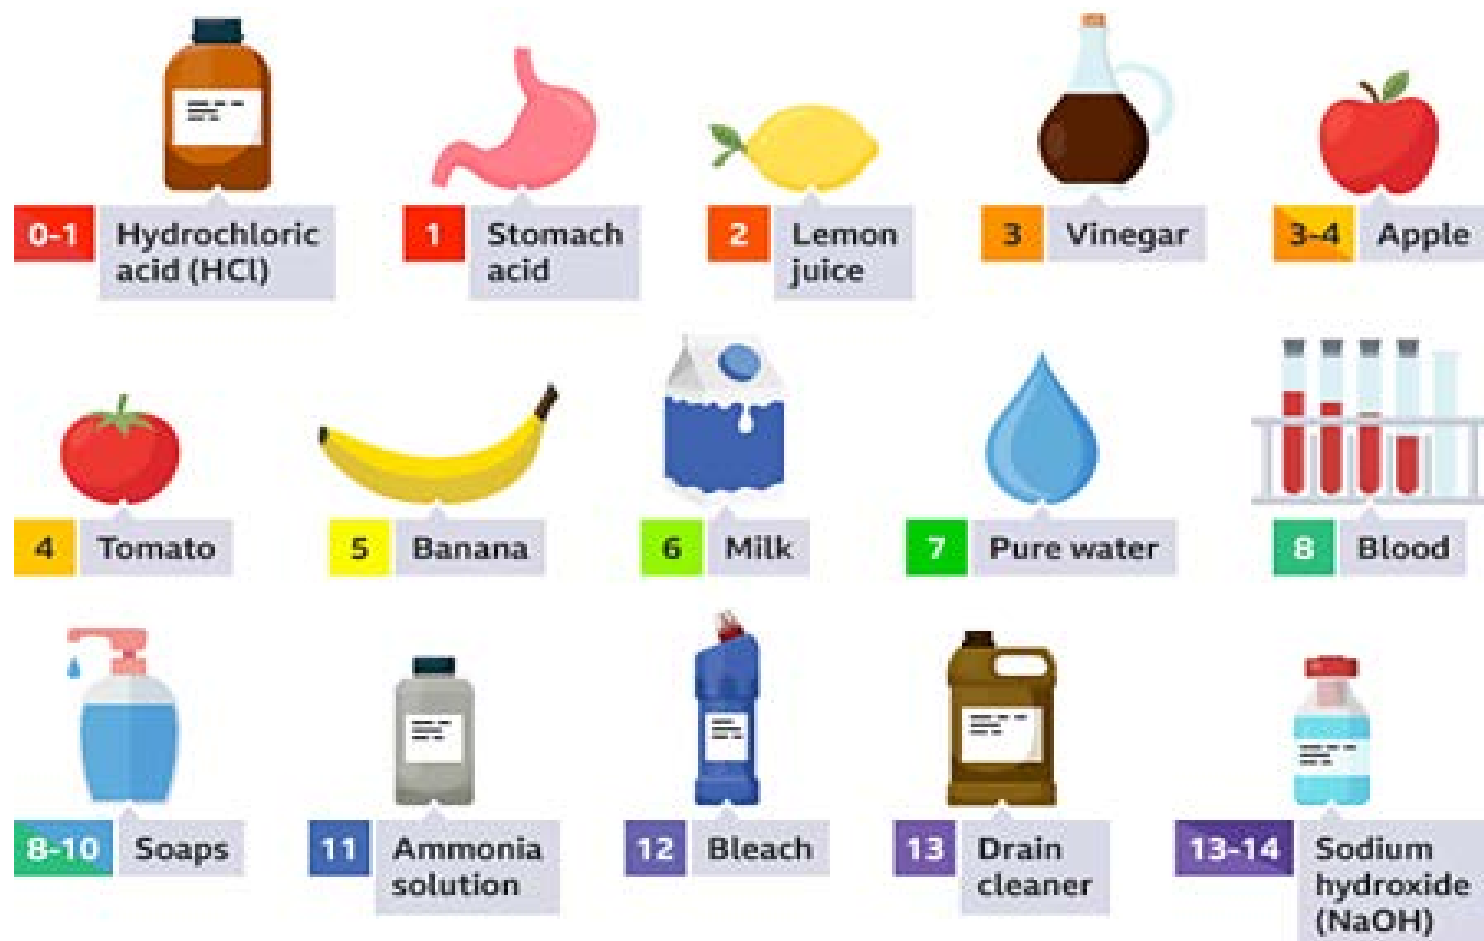 0-1 Hydrochloric
acid (HCl)
1 Stomach
acid
2 Lemon
juice
3 Vinegar
3-4 Apple
4 Tomato
5 Banana
6 Milk
7 Pure water
8 Blood
8-10 Soaps
11 Ammonia
solution
12 Bleach
13 Drain
cleaner
13-14 Sodium
hydroxide
(NaOH)